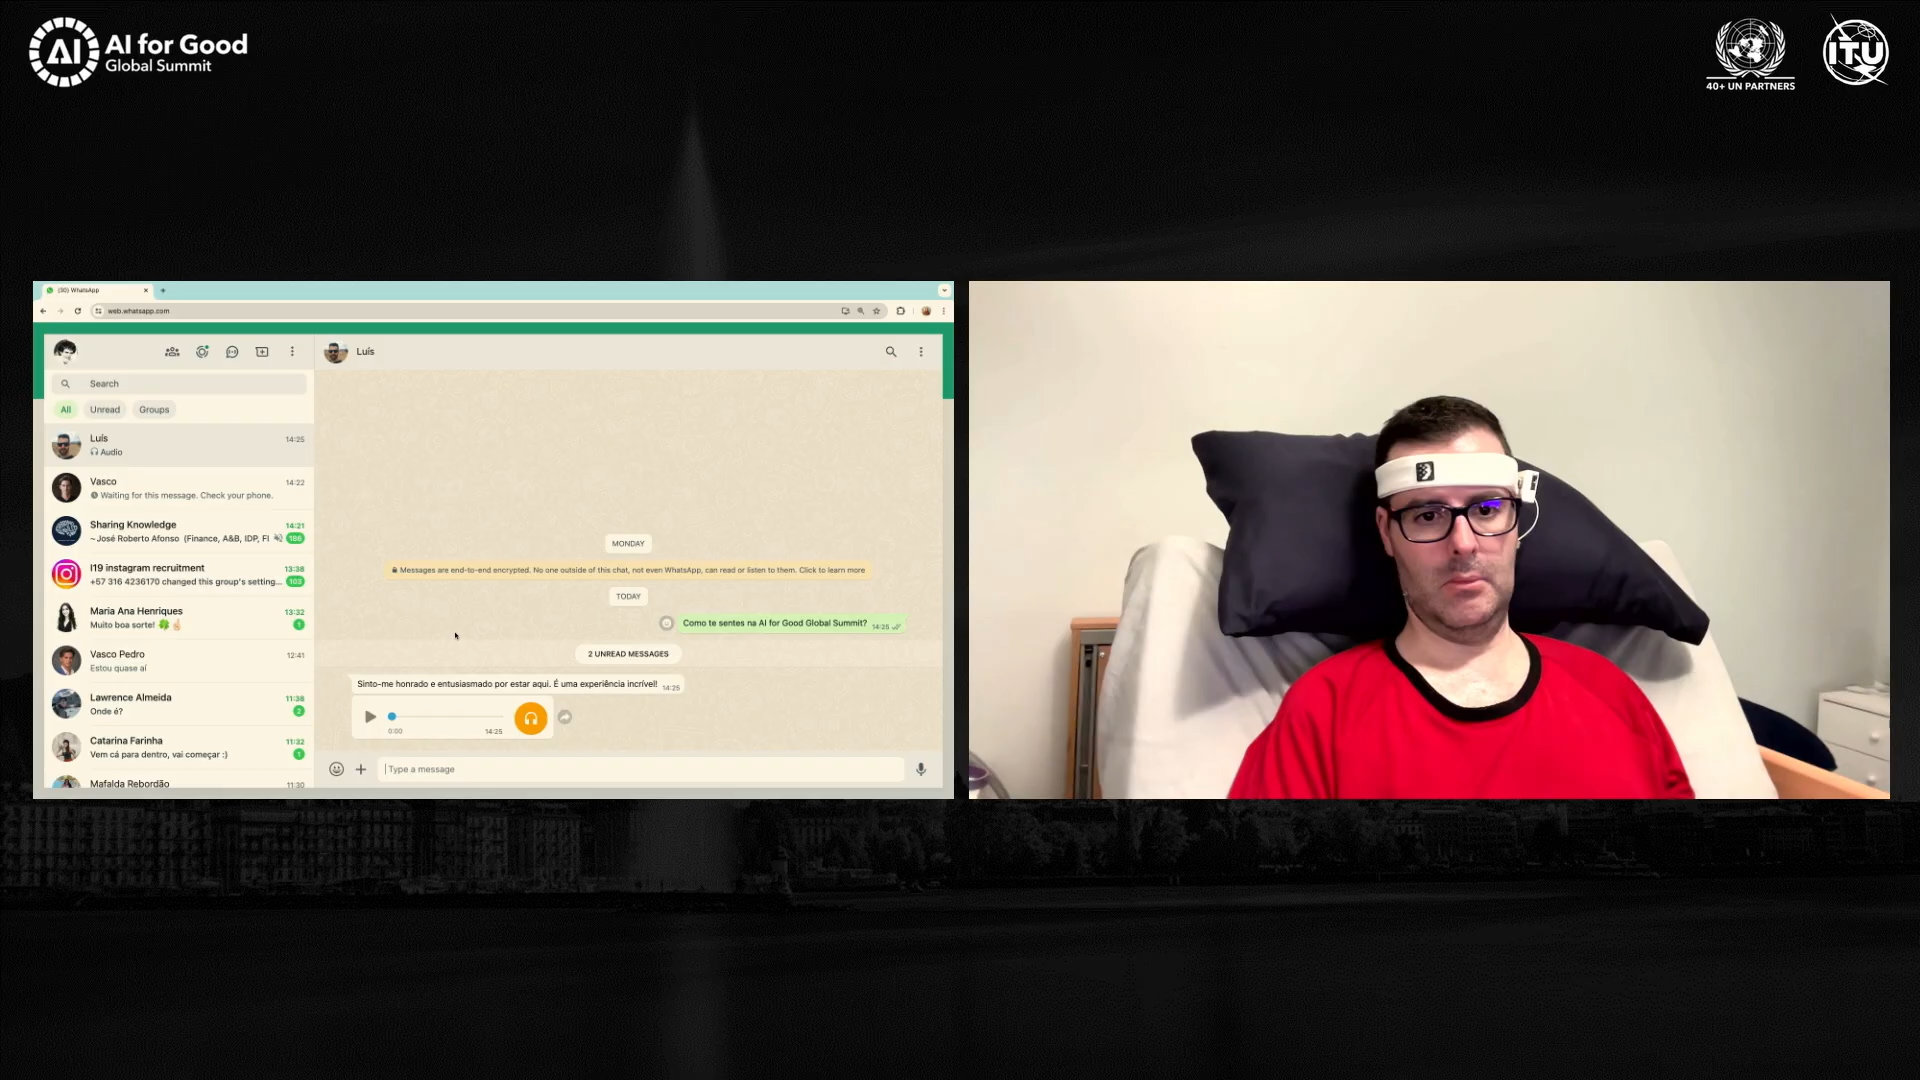 AI for Good
Global Summit
40+ UN PARTNERS
ITU
(30) WhatsApp
web.whatsapp.com
Luís
Search
All
Unread
Groups
Luís 14:25
Audio
Vasco 14:22
Waiting for this message. Check your phone.
Sharing Knowledge 14:21
~José Roberto Afonso (Finance, A&B, IDP, FI 166
I19 instagram recruitment 13:38
+57 316 4236170 changed this group's setting... 103
Maria Ana Henriques 13:32
Muito boa sorte! 🍀🤞🏻 1
Vasco Pedro 12:41
Estou quase aí
Lawrence Almeida 11:38
Onde é? 2
Catarina Farinha 11:32
Vem cá para dentro, vai começar :) 1
Mafalda Rebordão 11:30
MONDAY
Messages are end-to-end encrypted. No one outside of this chat, not even WhatsApp, can read or listen to them. Click to learn more
TODAY
Como te sentes na AI for Good Global Summit? 14:25
2 UNREAD MESSAGES
Sinto-me honrado e entusiasmado por estar aqui. É uma experiência incrível! 14:25
0:00 14:25
Type a message